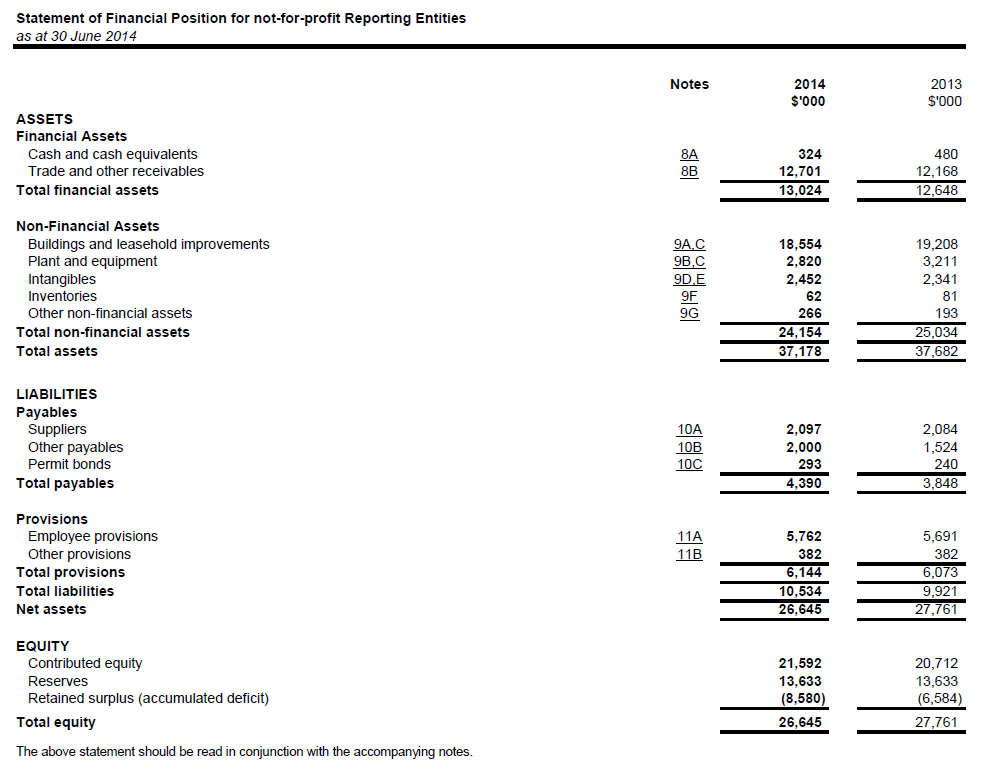 Statement of Financial Position for not-for-profit Reporting Entities
as at 30 June 2014
Notes 2014 2013
$'000 $'000
ASSETS
Financial Assets
Cash and cash equivalents 8A 324 480
Trade and other receivables 8B 12,701 12,168
Total financial assets 13,024 12,648
Non-Financial Assets
Buildings and leasehold improvements 9A,C 18,554 19,208
Plant and equipment 9B,C 2,820 3,211
Intangibles 9D,E 2,452 2,341
Inventories 9F 62 81
Other non-financial assets 9G 266 193
Total non-financial assets 24,154 25,034
Total assets 37,178 37,682
LIABILITIES
Payables
Suppliers 10A 2,097 2,084
Other payables 10B 2,000 1,524
Permit bonds 10C 293 240
Total payables 4,390 3,848
Provisions
Employee provisions 11A 5,762 5,691
Other provisions 11B 382 382
Total provisions 6,144 6,073
Total liabilities 10,534 9,921
Net assets 26,645 27,761
EQUITY
Contributed equity 21,592 20,712
Reserves 13,633 13,633
Retained surplus (accumulated deficit) (8,580) (6,584)
Total equity 26,645 27,761
The above statement should be read in conjunction with the accompanying notes.